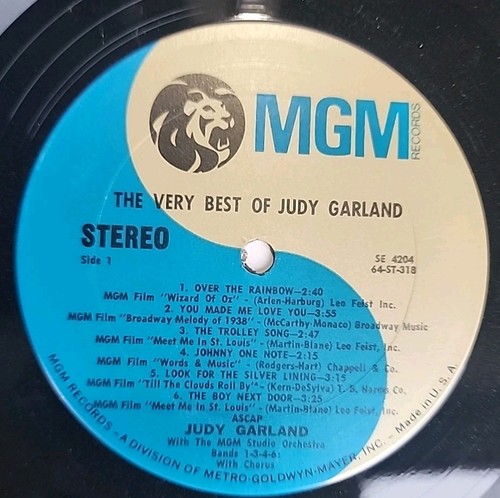 MGM
RECORDS
THE VERY BEST OF JUDY GARLAND
STEREO
Side 1
SE 4204
64-ST-318
1. OVER THE RAINBOW—2:40
MGM Film "Wizard Of Oz" - (Arlen-Harburg) Leo Feist Inc.
2. YOU MADE ME LOVE YOU—3:55
MGM Film "Broadway Melody of 1938" - (McCarthy-Monaco) Broadway Music
3. THE TROLLEY SONG—2:47
MGM Film "Meet Me In St. Louis" - (Martin-Blane) Leo Feist, Inc.
4. JOHNNY ONE NOTE—2:15
MGM Film "Words & Music" - (Rodgers-Hart) Chappell & Co.
5. LOOK FOR THE SILVER LINING—3:15
MGM Film "Till The Clouds Roll By" - (Kern-DeSylva) T. B. Harms Co.
6. THE BOY NEXT DOOR—3:25
MGM Film "Meet Me In St. Louis" - (Martin-Blane) Leo Feist, Inc.
ASCAP
JUDY GARLAND
With The MGM Studio Orchestra
Bands 1-3-4-6:
With Chorus
MGM RECORDS - A DIVISION OF METRO-GOLDWYN-MAYER, INC. - Made in U. S. A.